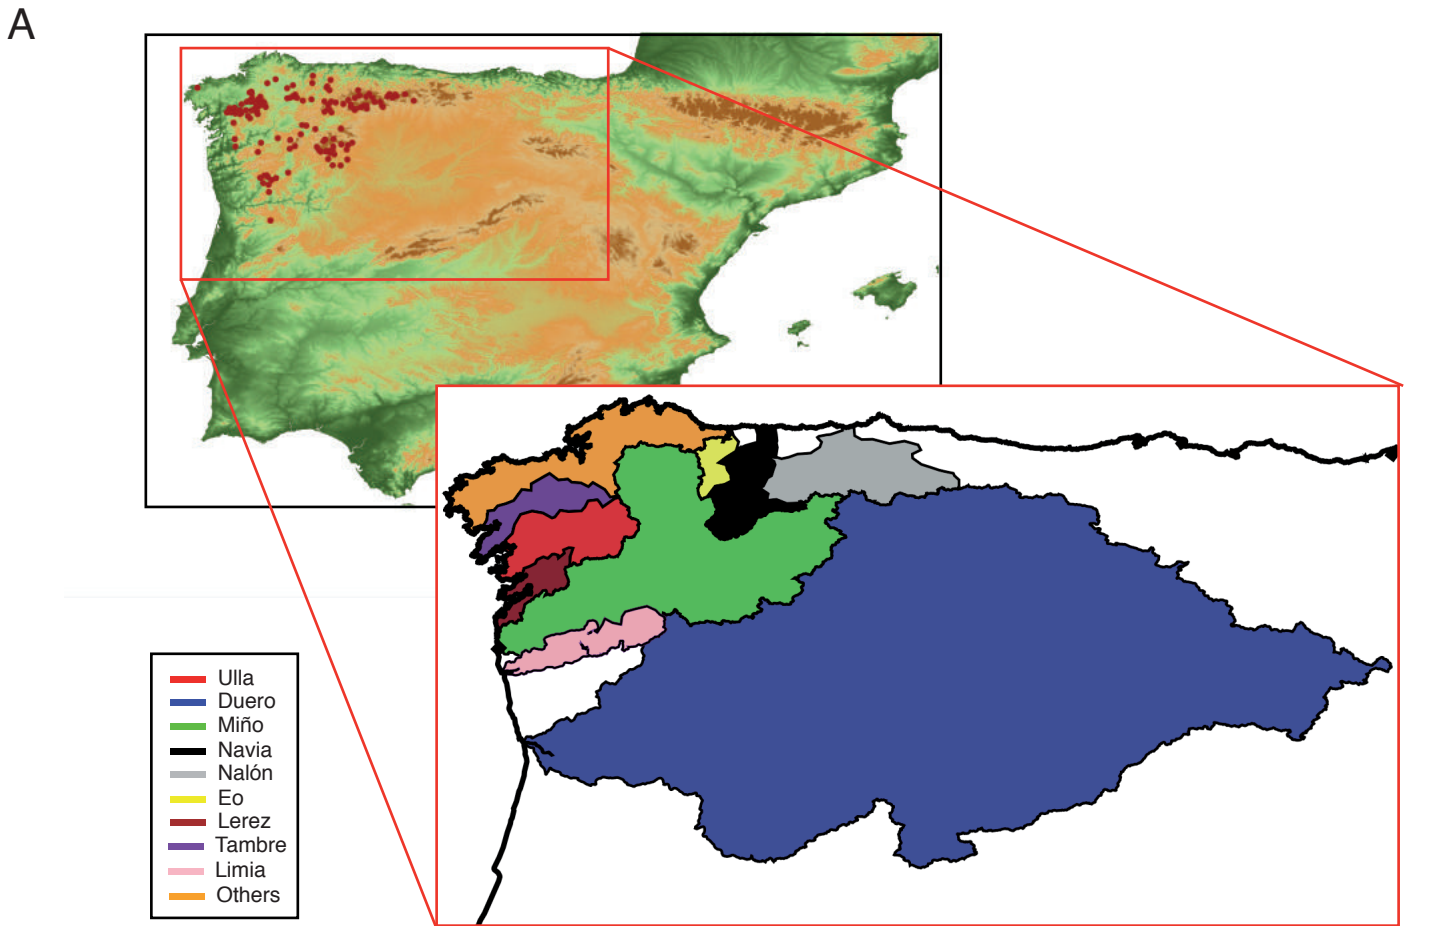 A
Ulla
Duero
Miño
Navia
Nalón
Eo
Lerez
Tambre
Limia
Others